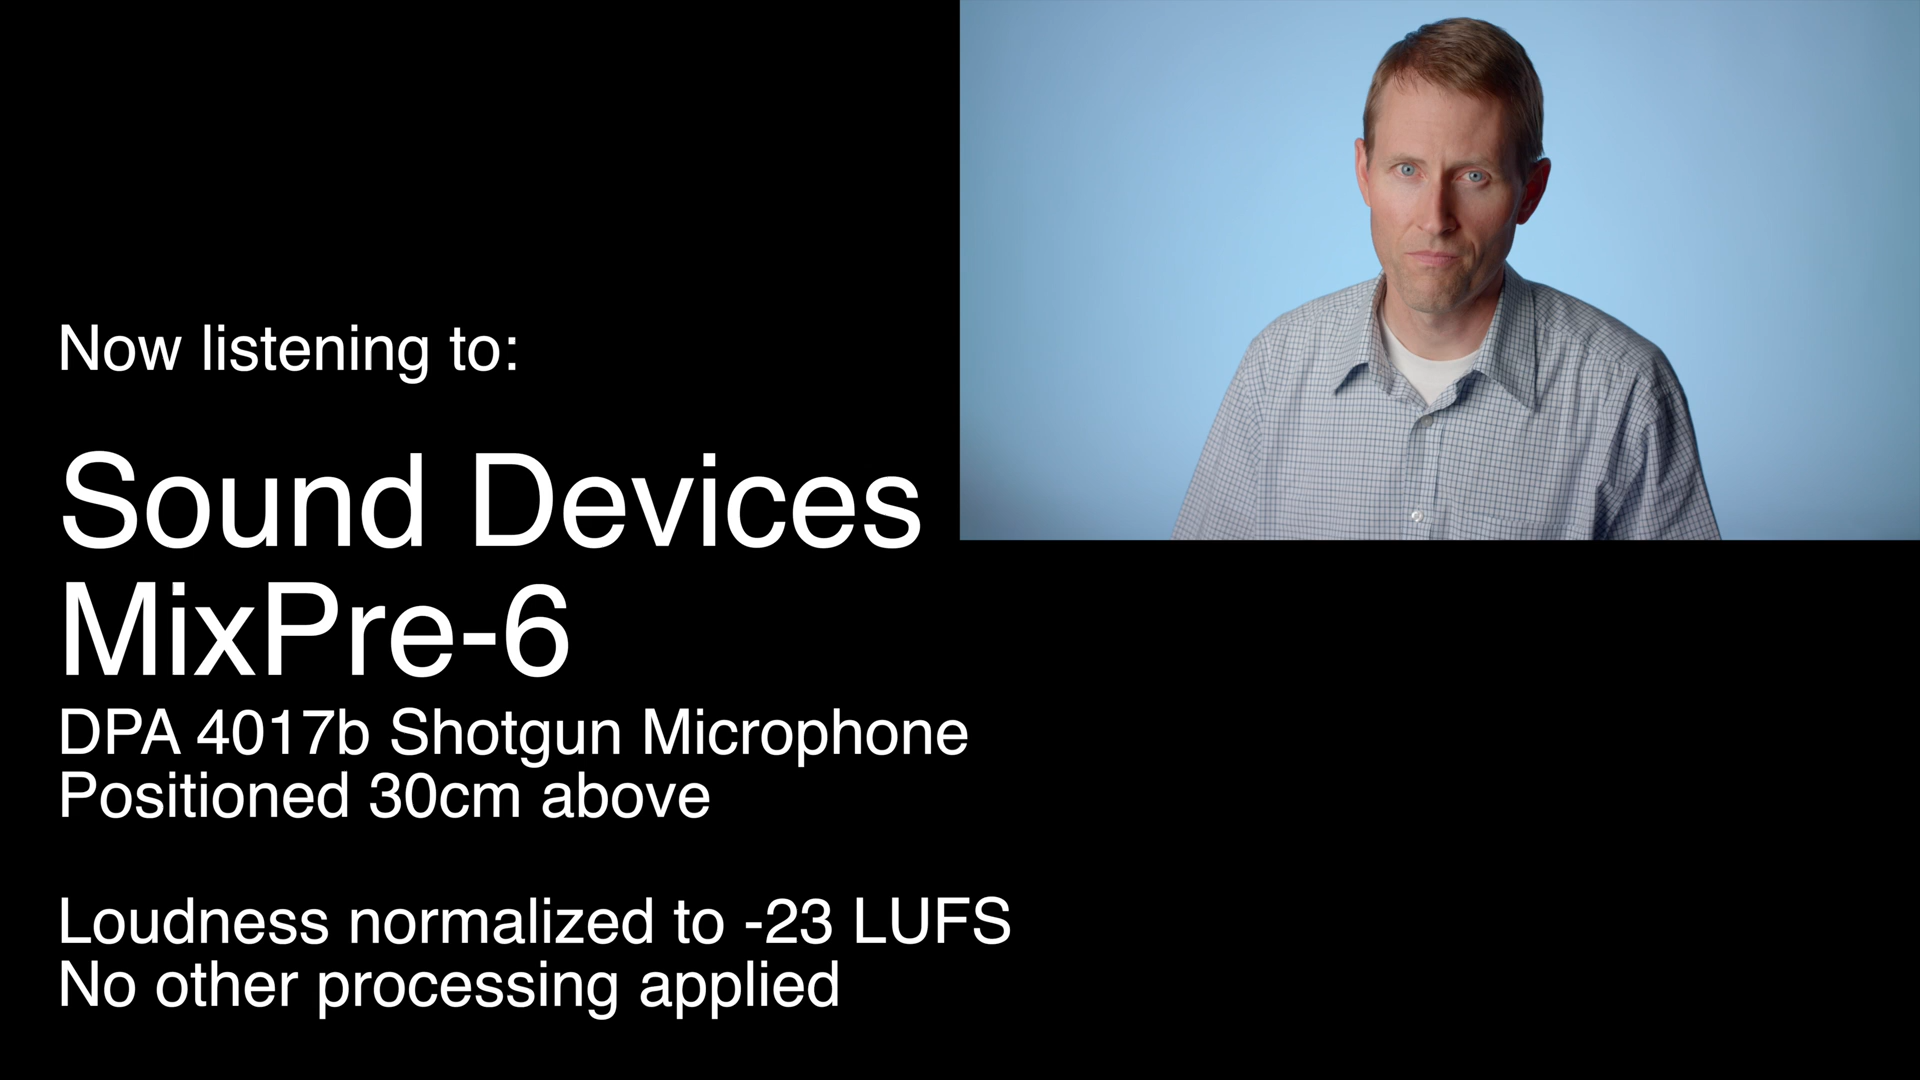 Now listening to:
Sound Devices
MixPre-6
DPA 4017b Shotgun Microphone
Positioned 30cm above
Loudness normalized to -23 LUFS
No other processing applied